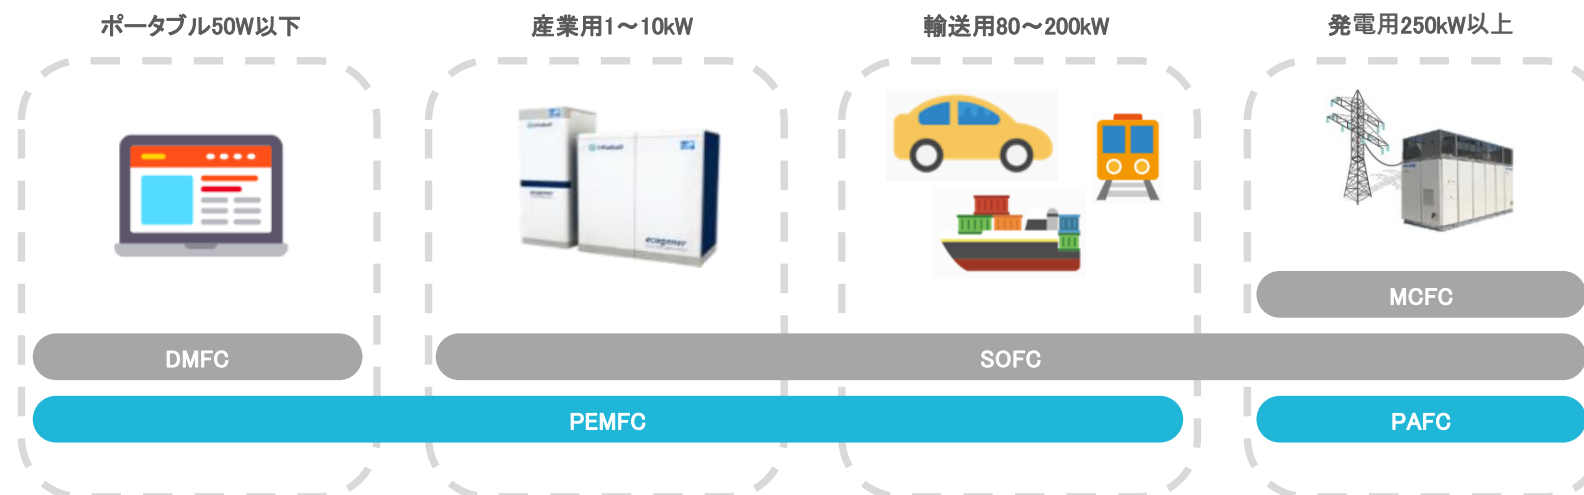 ポータブル50W以下
産業用1～10kW
輸送用80～200kW
発電用250kW以上
ecogener
MCFC
DMFC
SOFC
PEMFC
PAFC